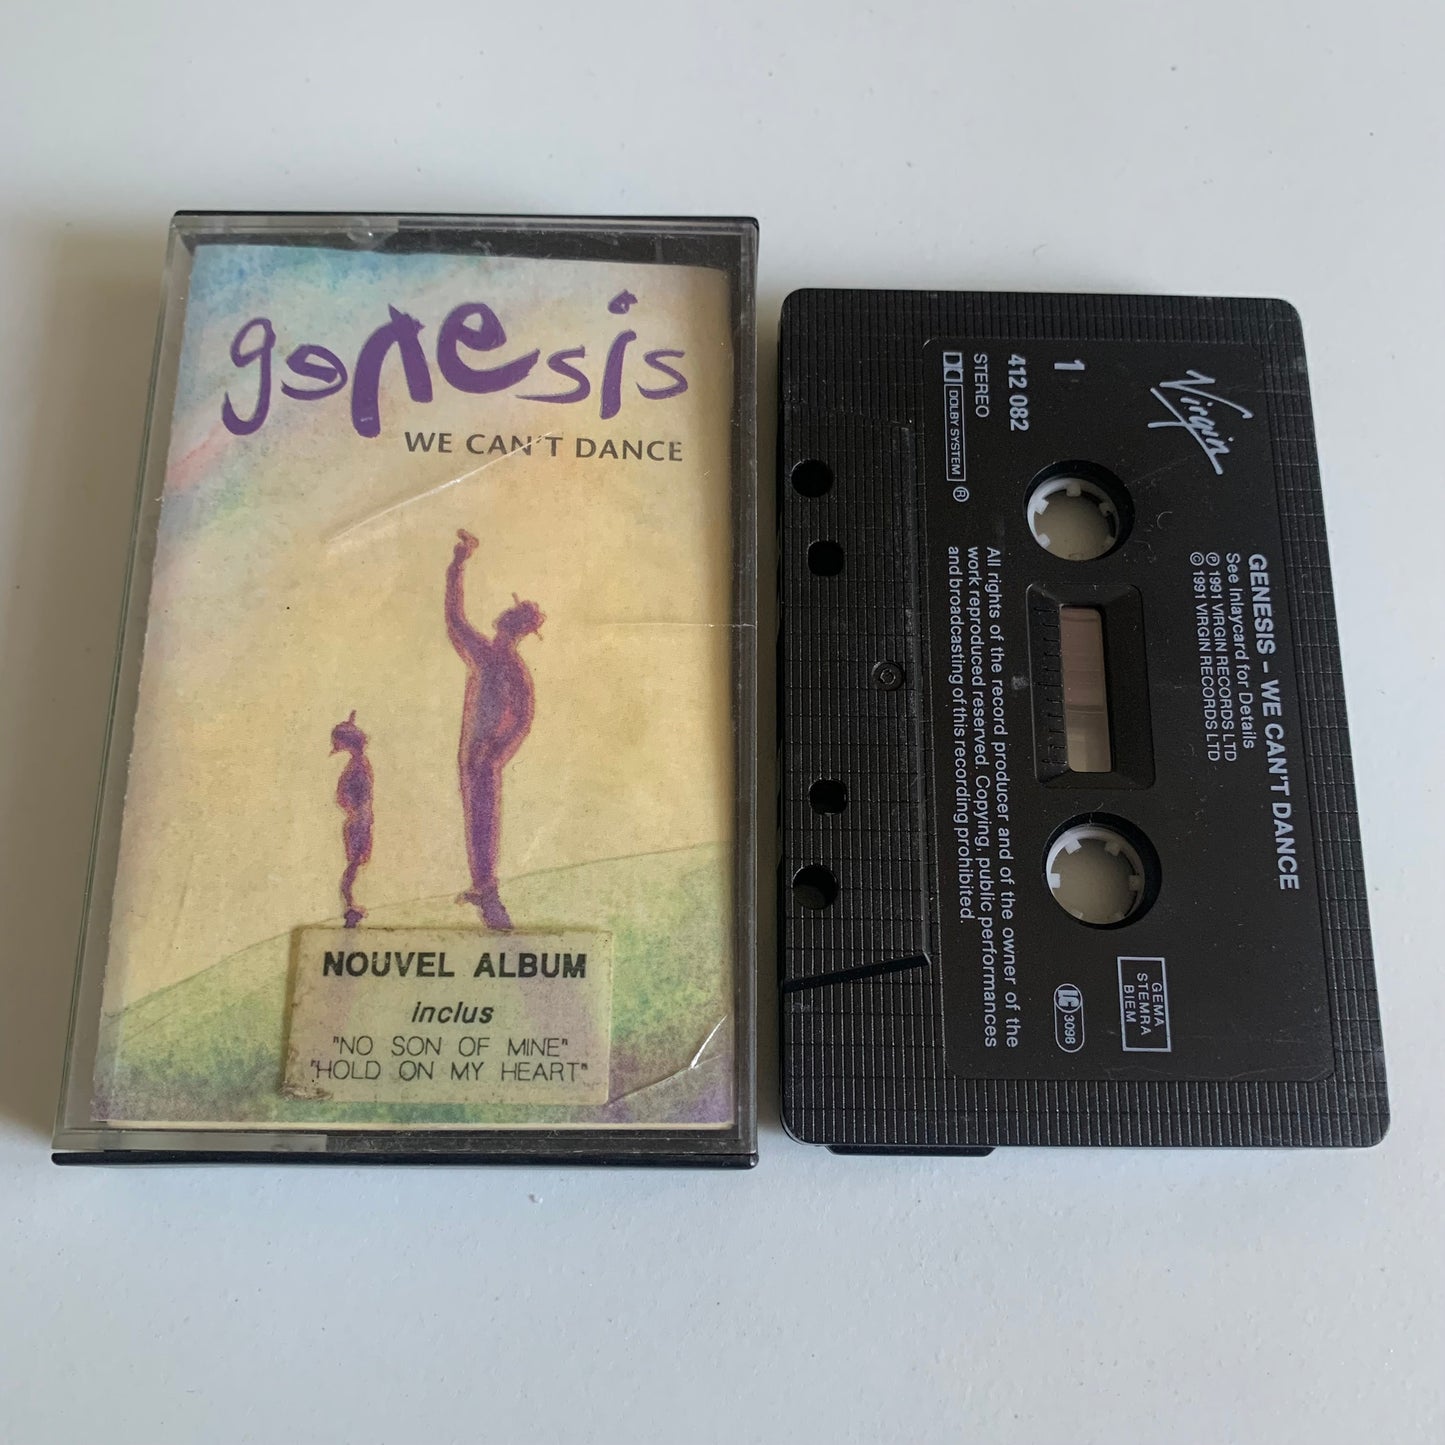 genesis
WE CAN'T DANCE
NOUVEL ALBUM
inclus
"NO SON OF MINE"
"HOLD ON MY HEART"
Virgin
GENESIS - WE CAN'T DANCE
See Inlaycard for Details
℗ 1991 VIRGIN RECORDS LTD
© 1991 VIRGIN RECORDS LTD
1
412 082
STEREO
DOLBY SYSTEM ®
All rights of the record producer and of the owner of the
work reproduced reserved. Copying, public performances
and broadcasting of this recording prohibited.
GEMA
STEMRA
BIEM
LC 3098